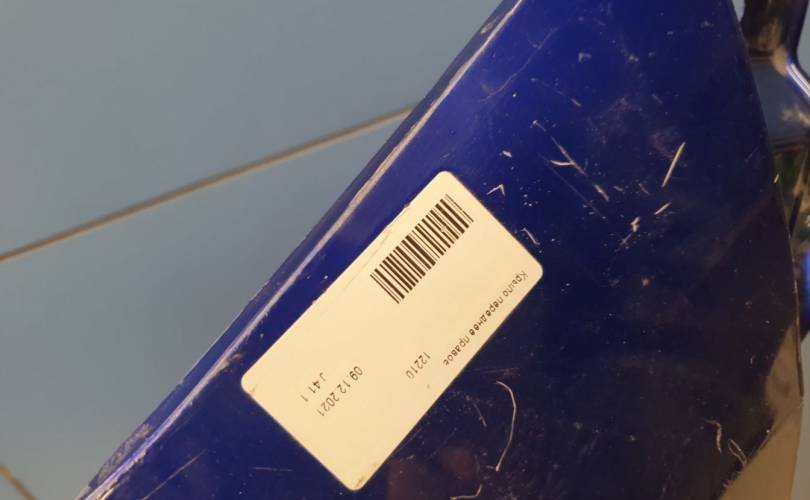 Крыло переднее правое
12210
09.12.2021
J 41 1